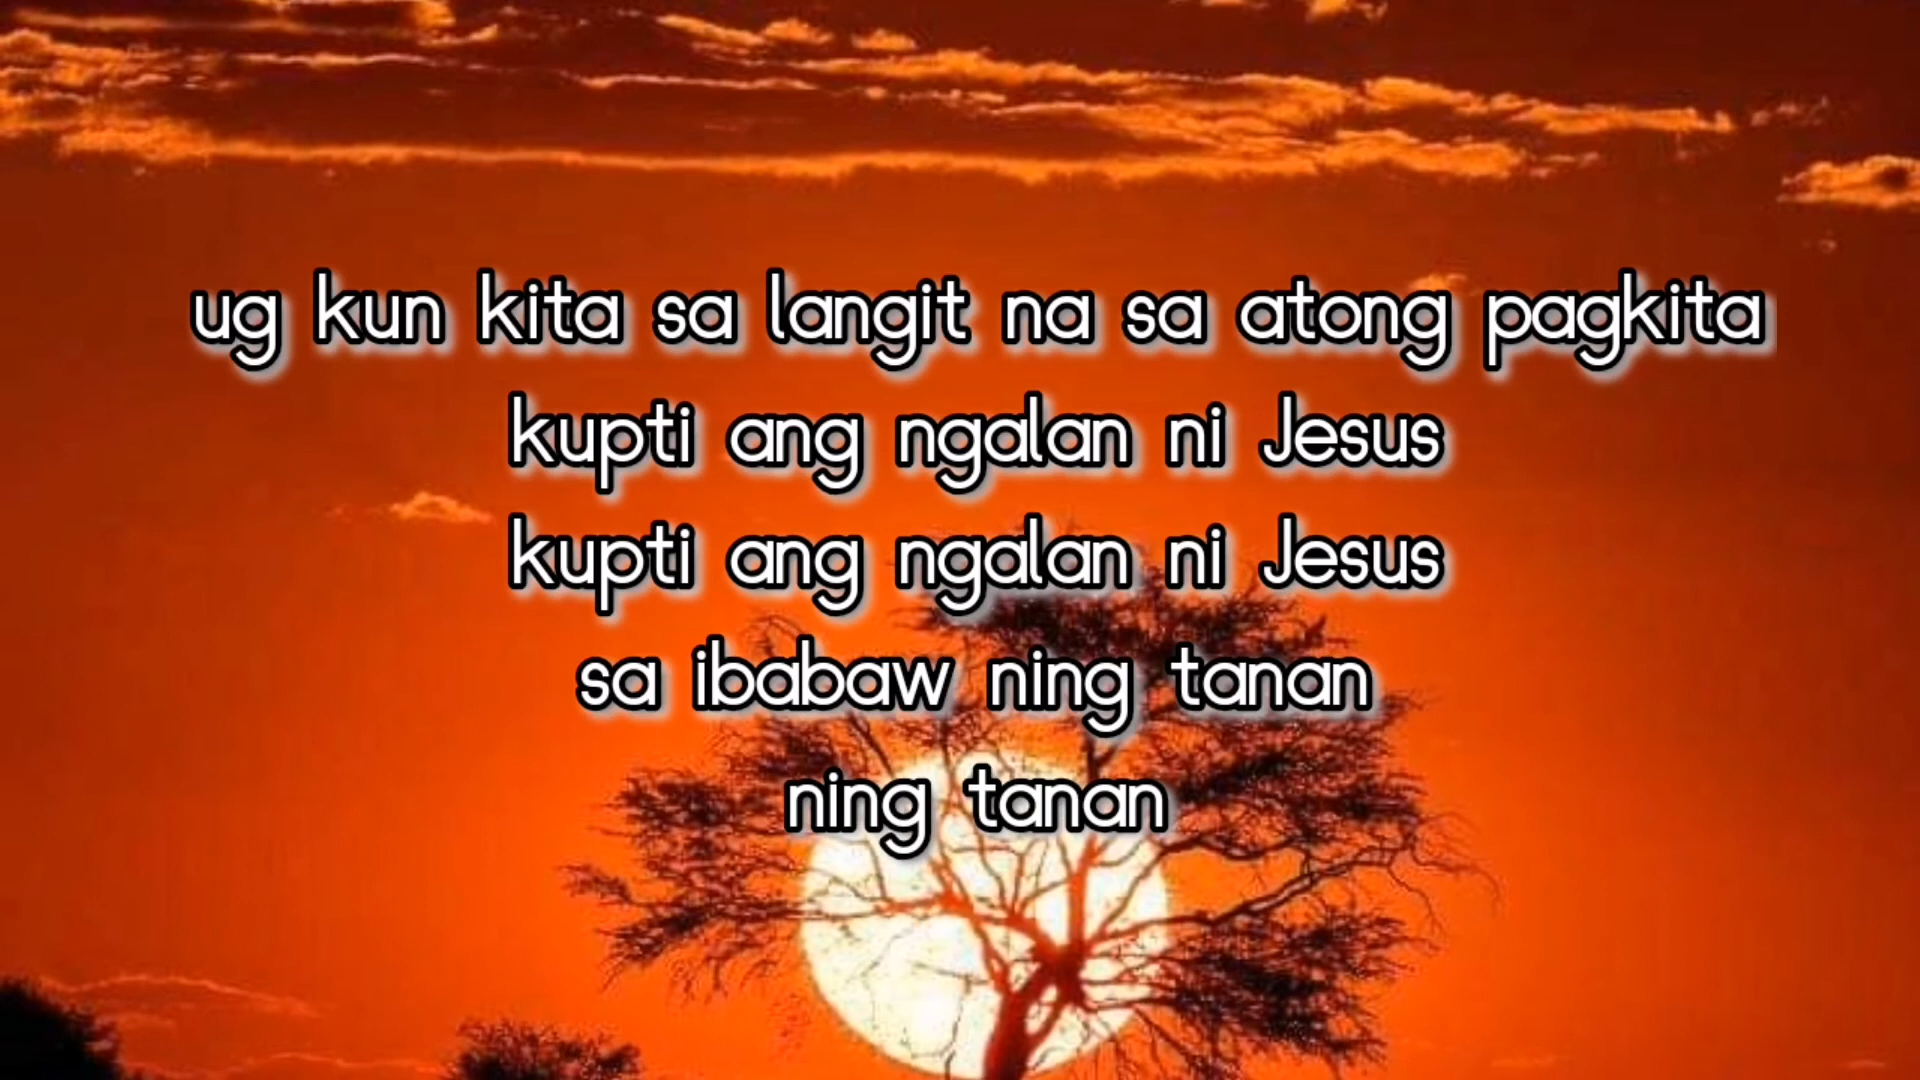 ug kun kita sa langit na sa atong pagkita
kupti ang ngalan ni Jesus
kupti ang ngalan ni Jesus
sa ibabaw ning tanan
ning tanan